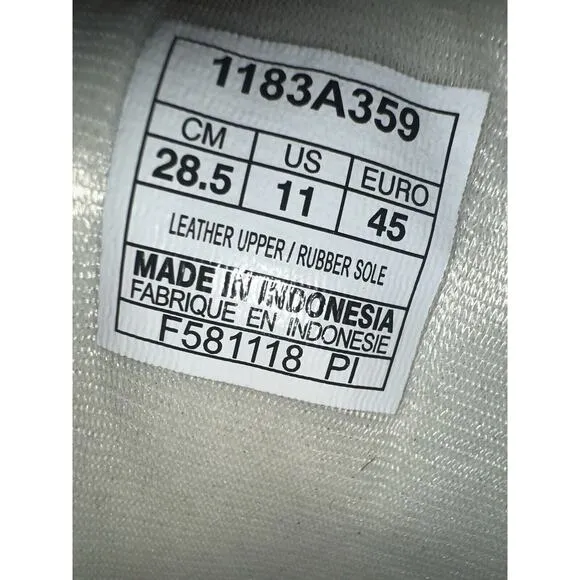 1183A359
CM US EURO
28.5 11 45
LEATHER UPPER / RUBBER SOLE
MADE IN INDONESIA
FABRIQUE EN INDONESIE
F581118 PI